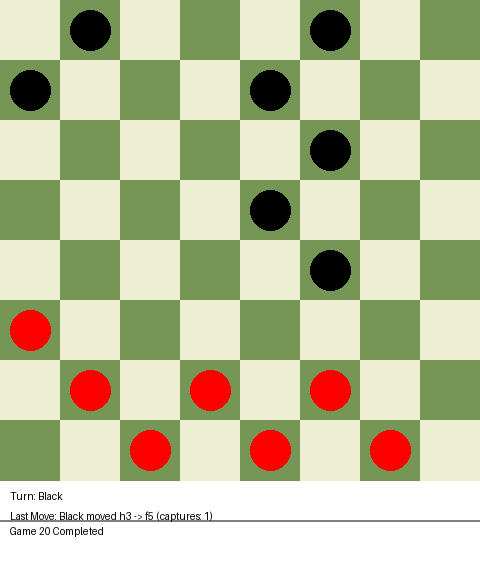 Turn: Black
Last Move: Black moved h3 -> f5 (captures: 1)
Game 20 Completed